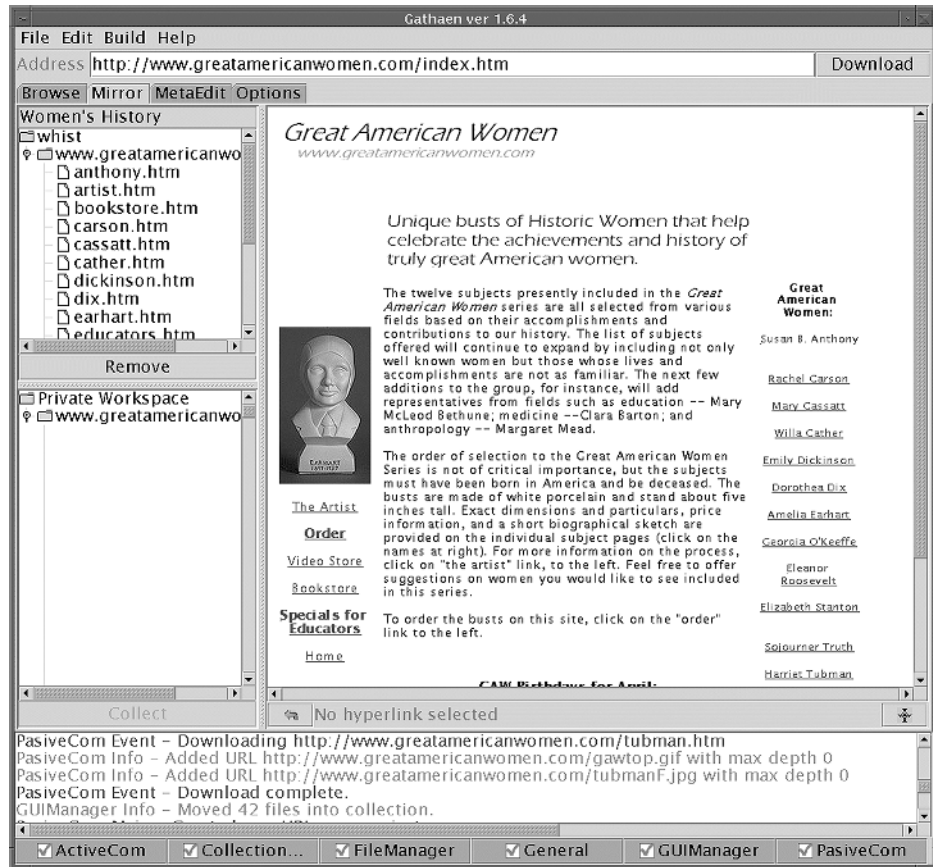 Gathaen ver 1.6.4
File Edit Build Help
Address http://www.greatamericanwomen.com/index.htm Download
Browse Mirror MetaEdit Options
Women's History
whist
www.greatamericanwo
anthony.htm
artist.htm
bookstore.htm
carson.htm
cassatt.htm
cather.htm
dickinson.htm
dix.htm
earhart.htm
educators.htm
Remove
Private Workspace
www.greatamericanwo
Collect
Great American Women
www.greatamericanwomen.com
Unique busts of Historic Women that help
celebrate the achievements and history of
truly great American women.
The twelve subjects presently included in the Great
American Women series are all selected from various
fields based on their accomplishments and
contributions to our history. The list of subjects
offered will continue to expand by including not only
well known women but those whose lives and
accomplishments are not as familiar. The next few
additions to the group, for instance, will add
representatives from fields such as education -- Mary
McLeod Bethune; medicine --Clara Barton; and
anthropology -- Margaret Mead.
The order of selection to the Great American Women
Series is not of critical importance, but the subjects
must have been born in America and be deceased. The
busts are made of white porcelain and stand about five
inches tall. Exact dimensions and particulars, price
information, and a short biographical sketch are
provided on the individual subject pages (click on the
names at right). For more information on the process,
click on "the artist" link, to the left. Feel free to offer
suggestions on women you would like to see included
in this series.
To order the busts on this site, click on the "order"
link to the left.
GAW Birthdays for April:
EARHART
The Artist
Order
Video Store
Bookstore
Specials for
Educators
Home
Great
American
Women:
Susan B. Anthony
Rachel Carson
Mary Cassatt
Willa Cather
Emily Dickinson
Dorothea Dix
Amelia Earhart
Georgia O'Keeffe
Eleanor
Roosevelt
Elizabeth Stanton
Sojourner Truth
Harriet Tubman
No hyperlink selected
PasiveCom Event - Downloading http://www.greatamericanwomen.com/tubman.htm
PasiveCom Info - Added URL http://www.greatamericanwomen.com/gawtop.gif with max depth 0
PasiveCom Info - Added URL http://www.greatamericanwomen.com/tubmanF.jpg with max depth 0
PasiveCom Event - Download complete.
GUIManager Info - Moved 42 files into collection.
ActiveCom Collection... FileManager General GUIManager PasiveCom